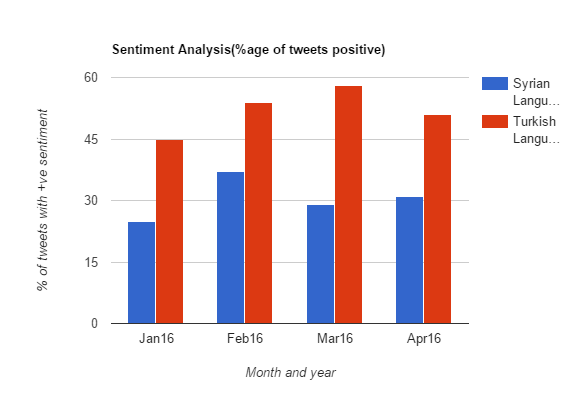 Sentiment Analysis(%age of tweets positive)
% of tweets with +ve sentiment
60
45
30
15
0
Jan16 Feb16 Mar16 Apr16
Month and year
Syrian
Langu...
Turkish
Langu...